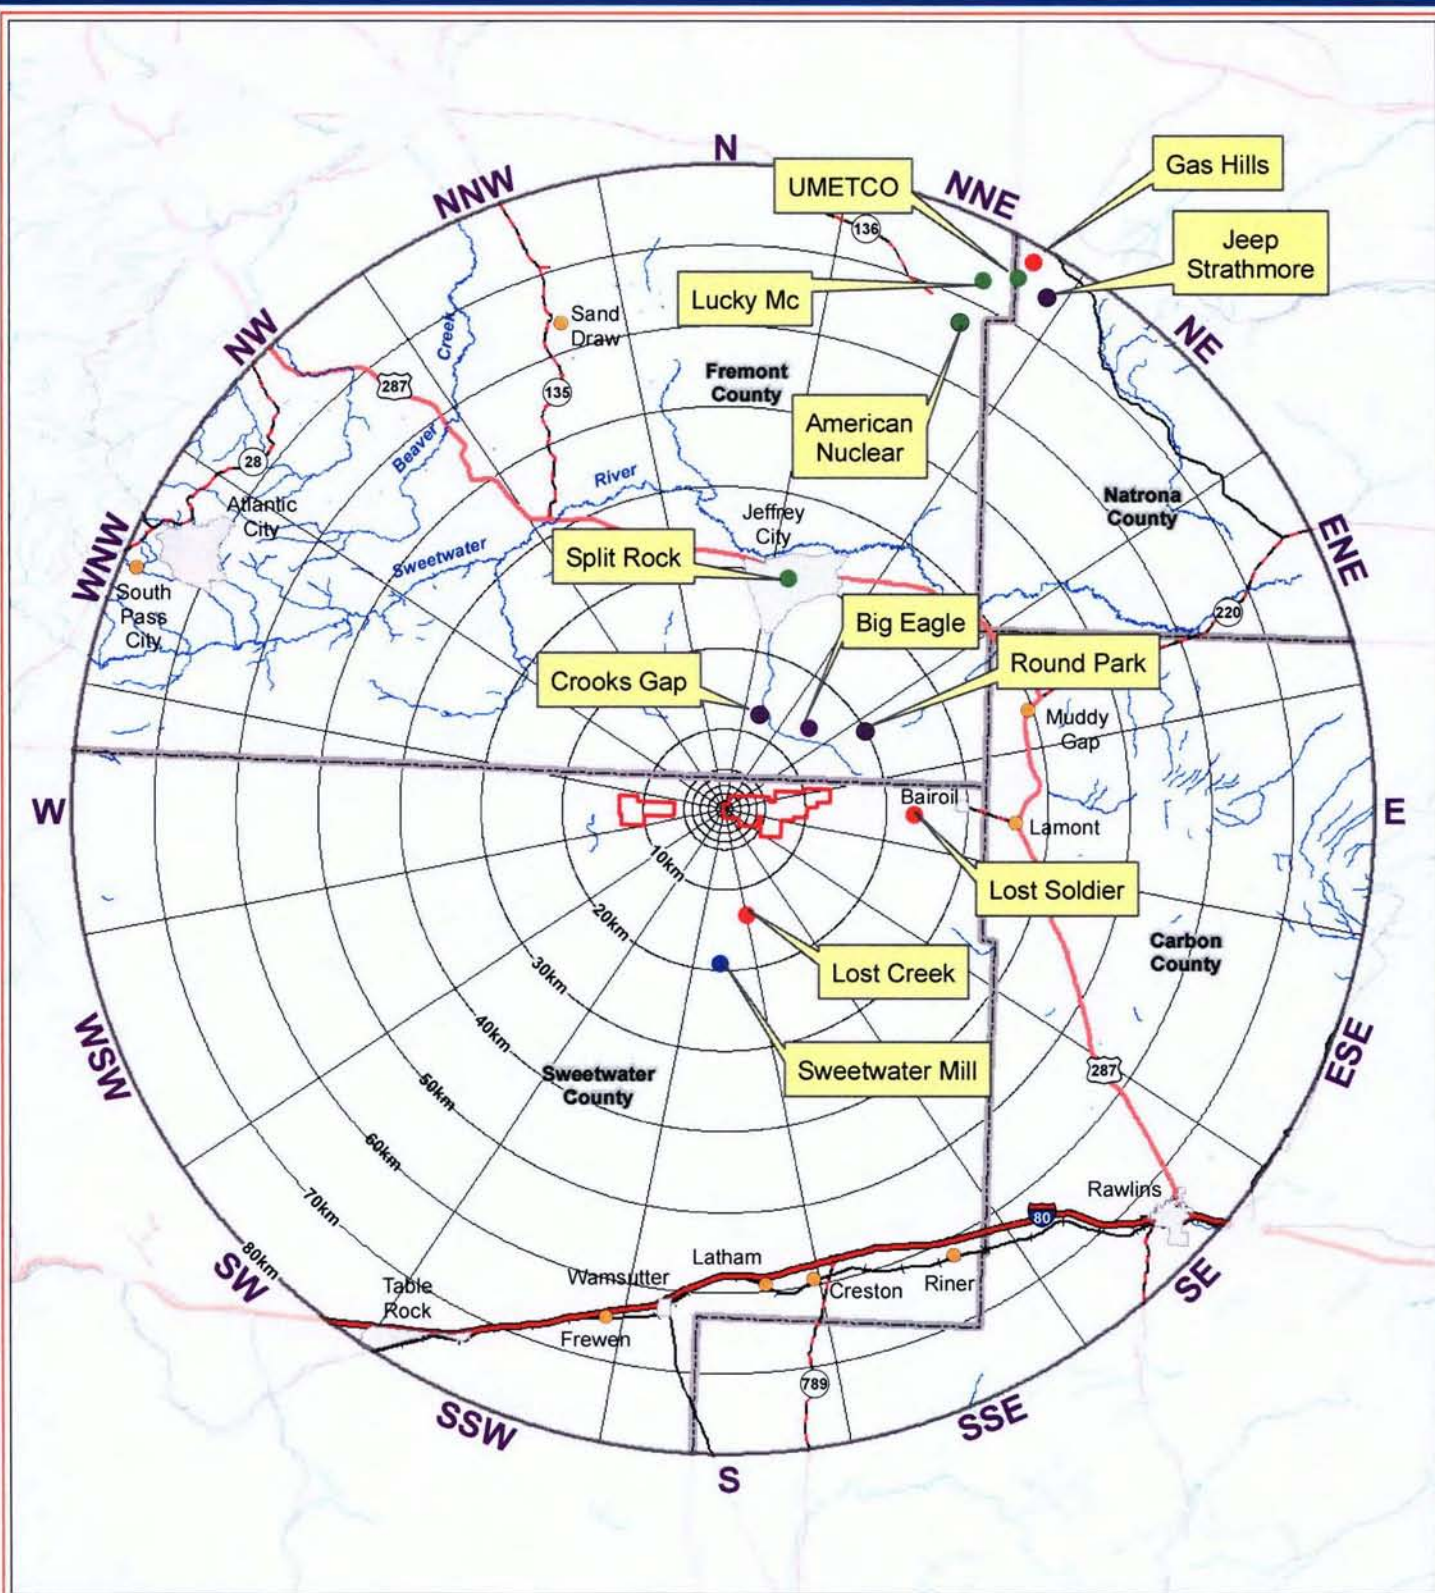 N
NNW
NNE
UMETCO
Gas Hills
136
Jeep
Strathmore
Lucky Mc
NW
Sand
Draw
Creek
NE
287
135
Fremont
County
American
Nuclear
Beaver
28
River
Atlantic
City
Natrona
County
Jeffrey
City
WNW
ENE
Split Rock
Sweetwater
South
Pass
City
220
Big Eagle
Round Park
Crooks Gap
Muddy
Gap
W
Bairoil
E
Lamont
10km
Lost Soldier
20km
Carbon
County
30km
Lost Creek
40km
WSW
ESE
Sweetwater
County
Sweetwater Mill
287
50km
60km
70km
Rawlins
80
80km
SW
Latham
SE
Table
Rock
Wamsutter
Creston
Riner
Frewen
789
SSW
SSE
S